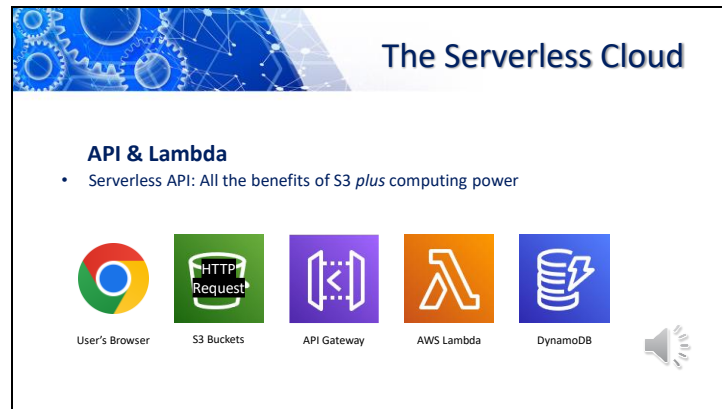 The Serverless Cloud
API & Lambda
• Serverless API: All the benefits of S3 plus computing power
HTTP
Request
User's Browser
S3 Buckets
API Gateway
AWS Lambda
DynamoDB